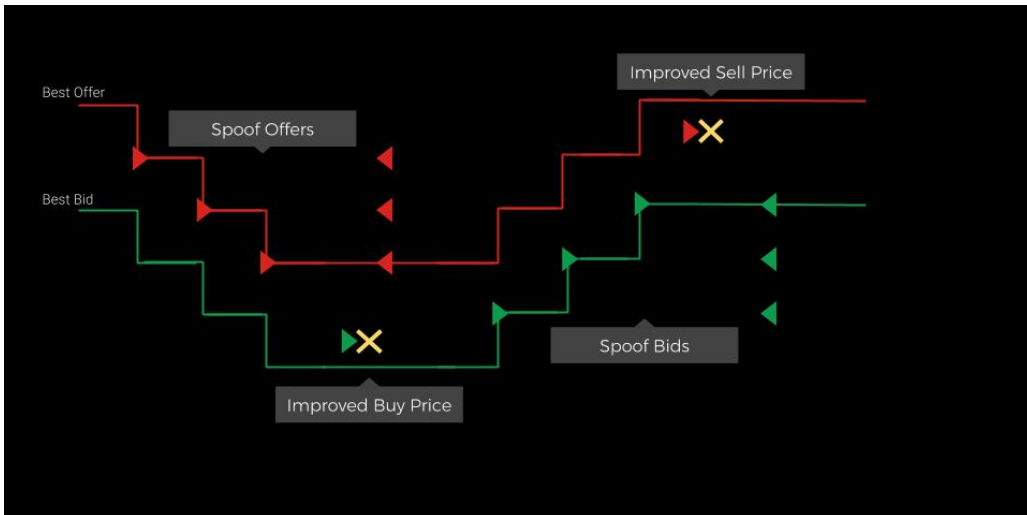 Improved Sell Price
Best Offer
Spoof Offers
Best Bid
Spoof Bids
Improved Buy Price